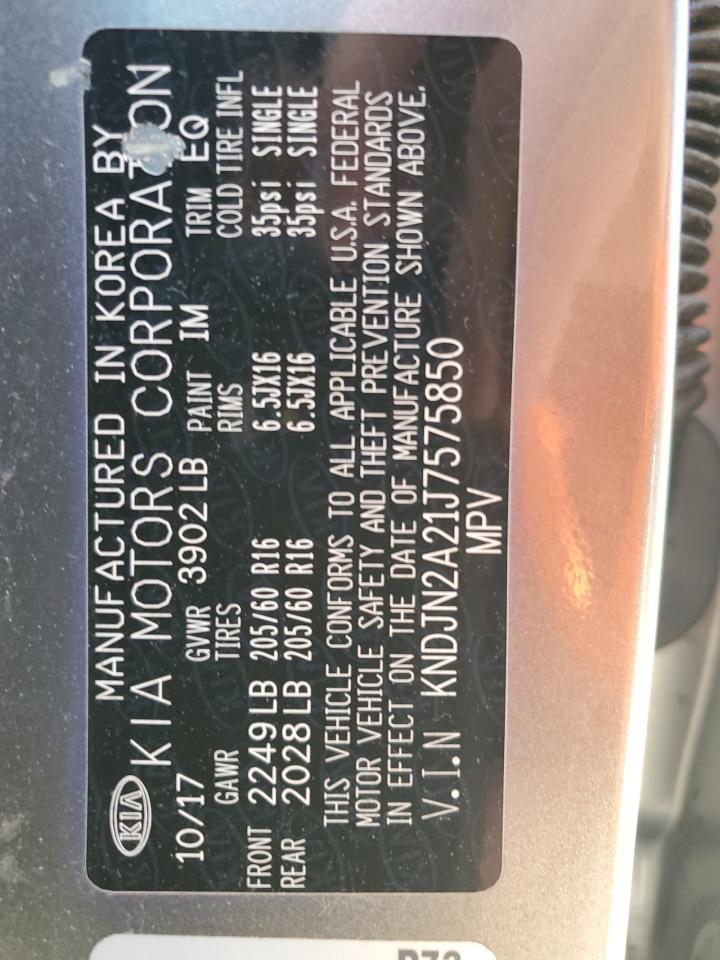 KIA
MANUFACTURED IN KOREA BY
KIA MOTORS CORPORATION
10/17 GVWR 3902 LB PAINT IM TRIM EQ
GAWR TIRES RIMS COLD TIRE INFL
FRONT 2249 LB 205/60 R16 6.5JX16 35psi SINGLE
REAR 2028 LB 205/60 R16 6.5JX16 35psi SINGLE
THIS VEHICLE CONFORMS TO ALL APPLICABLE U.S.A. FEDERAL
MOTOR VEHICLE SAFETY AND THEFT PREVENTION STANDARDS
IN EFFECT ON THE DATE OF MANUFACTURE SHOWN ABOVE.
V.I.N KNDJN2A21J7575850
MPV